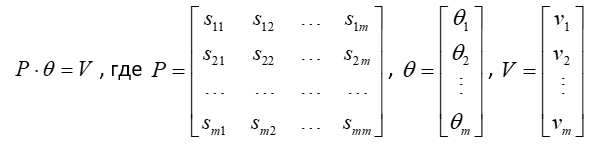 P · θ = V , где P = [s₁₁ s₁₂ … s₁ₘ; s₂₁ s₂₂ … s₂ₘ; … … … …; sₘ₁ sₘ₂ … sₘₘ] , θ = [θ₁; θ₂; ⋮; θₘ] , V = [v₁; v₂; ⋮; vₘ]